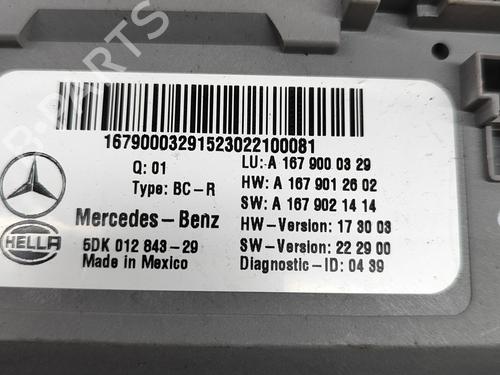 16790003291523022100081
Q: 01
Type: BC-R
Mercedes-Benz
HELLA
5DK 012 843-29
Made in Mexico
LU: A 167 900 03 29
HW: A 167 901 26 02
SW: A 167 902 14 14
HW-Version: 17 30 03
SW-Version: 22 29 00
Diagnostic-ID: 04 39